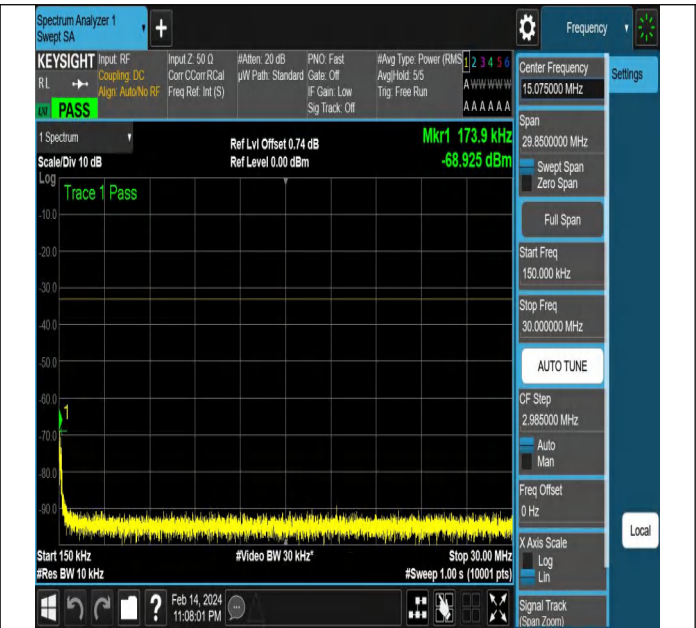 Spectrum Analyzer 1
Swept SA
+
Frequency
KEYSIGHT
RL
PASS
Input: RF
Coupling: DC
Align: Auto/No RF
Input Z: 50 Ω
Corr CCorr RCal
Freq Ref: Int (S)
#Atten: 20 dB
µW Path: Standard
PNO: Fast
Gate: Off
IF Gain: Low
Sig Track: Off
#Avg Type: Power (RMS
Avg|Hold: 5/5
Trig: Free Run
1 2 3 4 5 6
A W W W W W
A A A A A A
1 Spectrum
Scale/Div 10 dB
Ref Lvl Offset 0.74 dB
Ref Level 0.00 dBm
Mkr1 173.9 kHz
-68.925 dBm
Log
Trace 1 Pass
-10.0
-20.0
-30.0
-40.0
-50.0
-60.0
-70.0
-80.0
-90.0
1
Start 150 kHz
#Res BW 10 kHz
#Video BW 30 kHz*
Stop 30.00 MHz
#Sweep 1.00 s (10001 pts)
Feb 14, 2024
11:08:01 PM
?
Center Frequency
15.075000 MHz
Span
29.8500000 MHz
Swept Span
Zero Span
Full Span
Start Freq
150.000 kHz
Stop Freq
30.000000 MHz
AUTO TUNE
CF Step
2.985000 MHz
Auto
Man
Freq Offset
0 Hz
X Axis Scale
Log
Lin
Signal Track
(Span Zoom)
Settings
Local